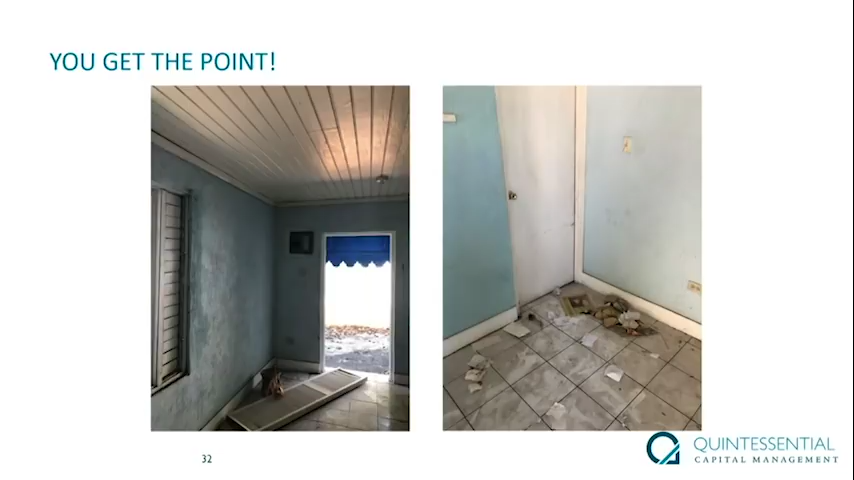 YOU GET THE POINT!
32
QUINTESSENTIAL
CAPITAL MANAGEMENT